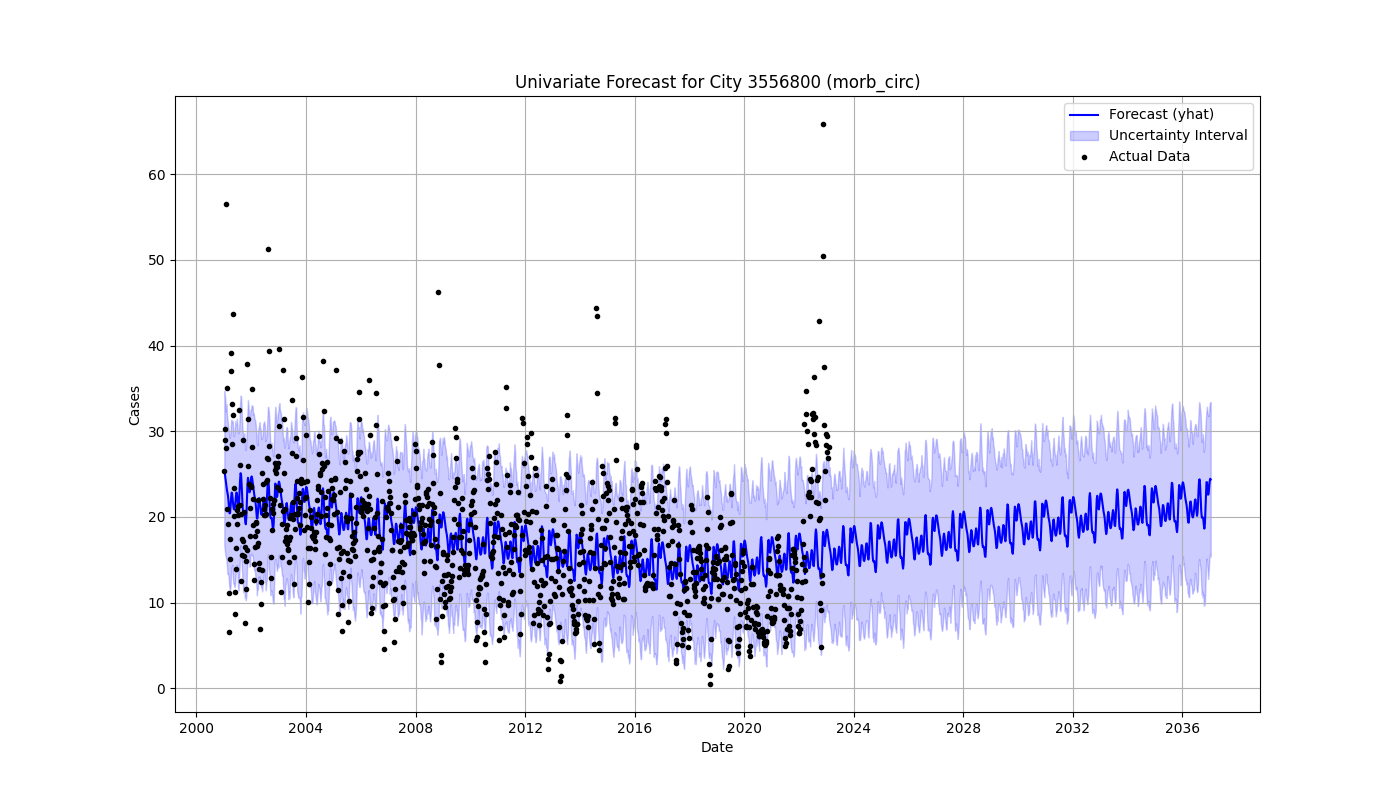 Univariate Forecast for City 3556800 (morb_circ)
Forecast (yhat)
Uncertainty Interval
Actual Data
Cases
60
50
40
30
20
10
0
2000 2004 2008 2012 2016 2020 2024 2028 2032 2036
Date